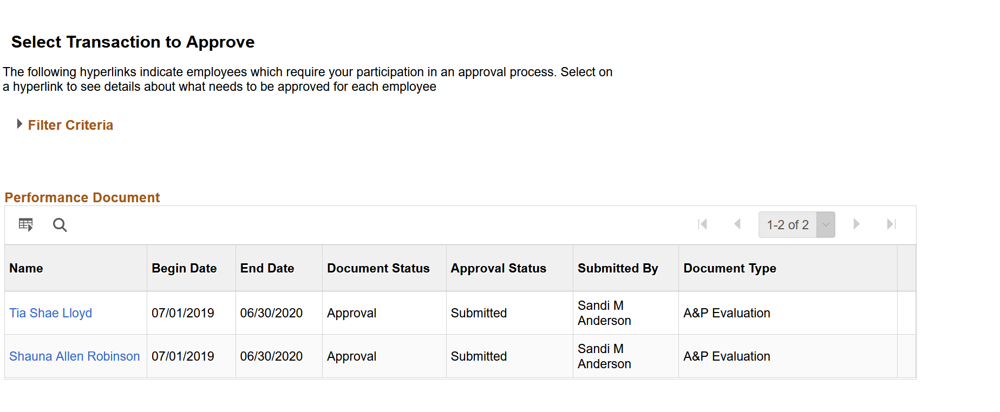 Select Transaction to Approve
The following hyperlinks indicate employees which require your participation in an approval process. Select on
a hyperlink to see details about what needs to be approved for each employee
Filter Criteria
Performance Document
1-2 of 2
Name Begin Date End Date Document Status Approval Status Submitted By Document Type
Tia Shae Lloyd 07/01/2019 06/30/2020 Approval Submitted Sandi M Anderson A&P Evaluation
Shauna Allen Robinson 07/01/2019 06/30/2020 Approval Submitted Sandi M Anderson A&P Evaluation